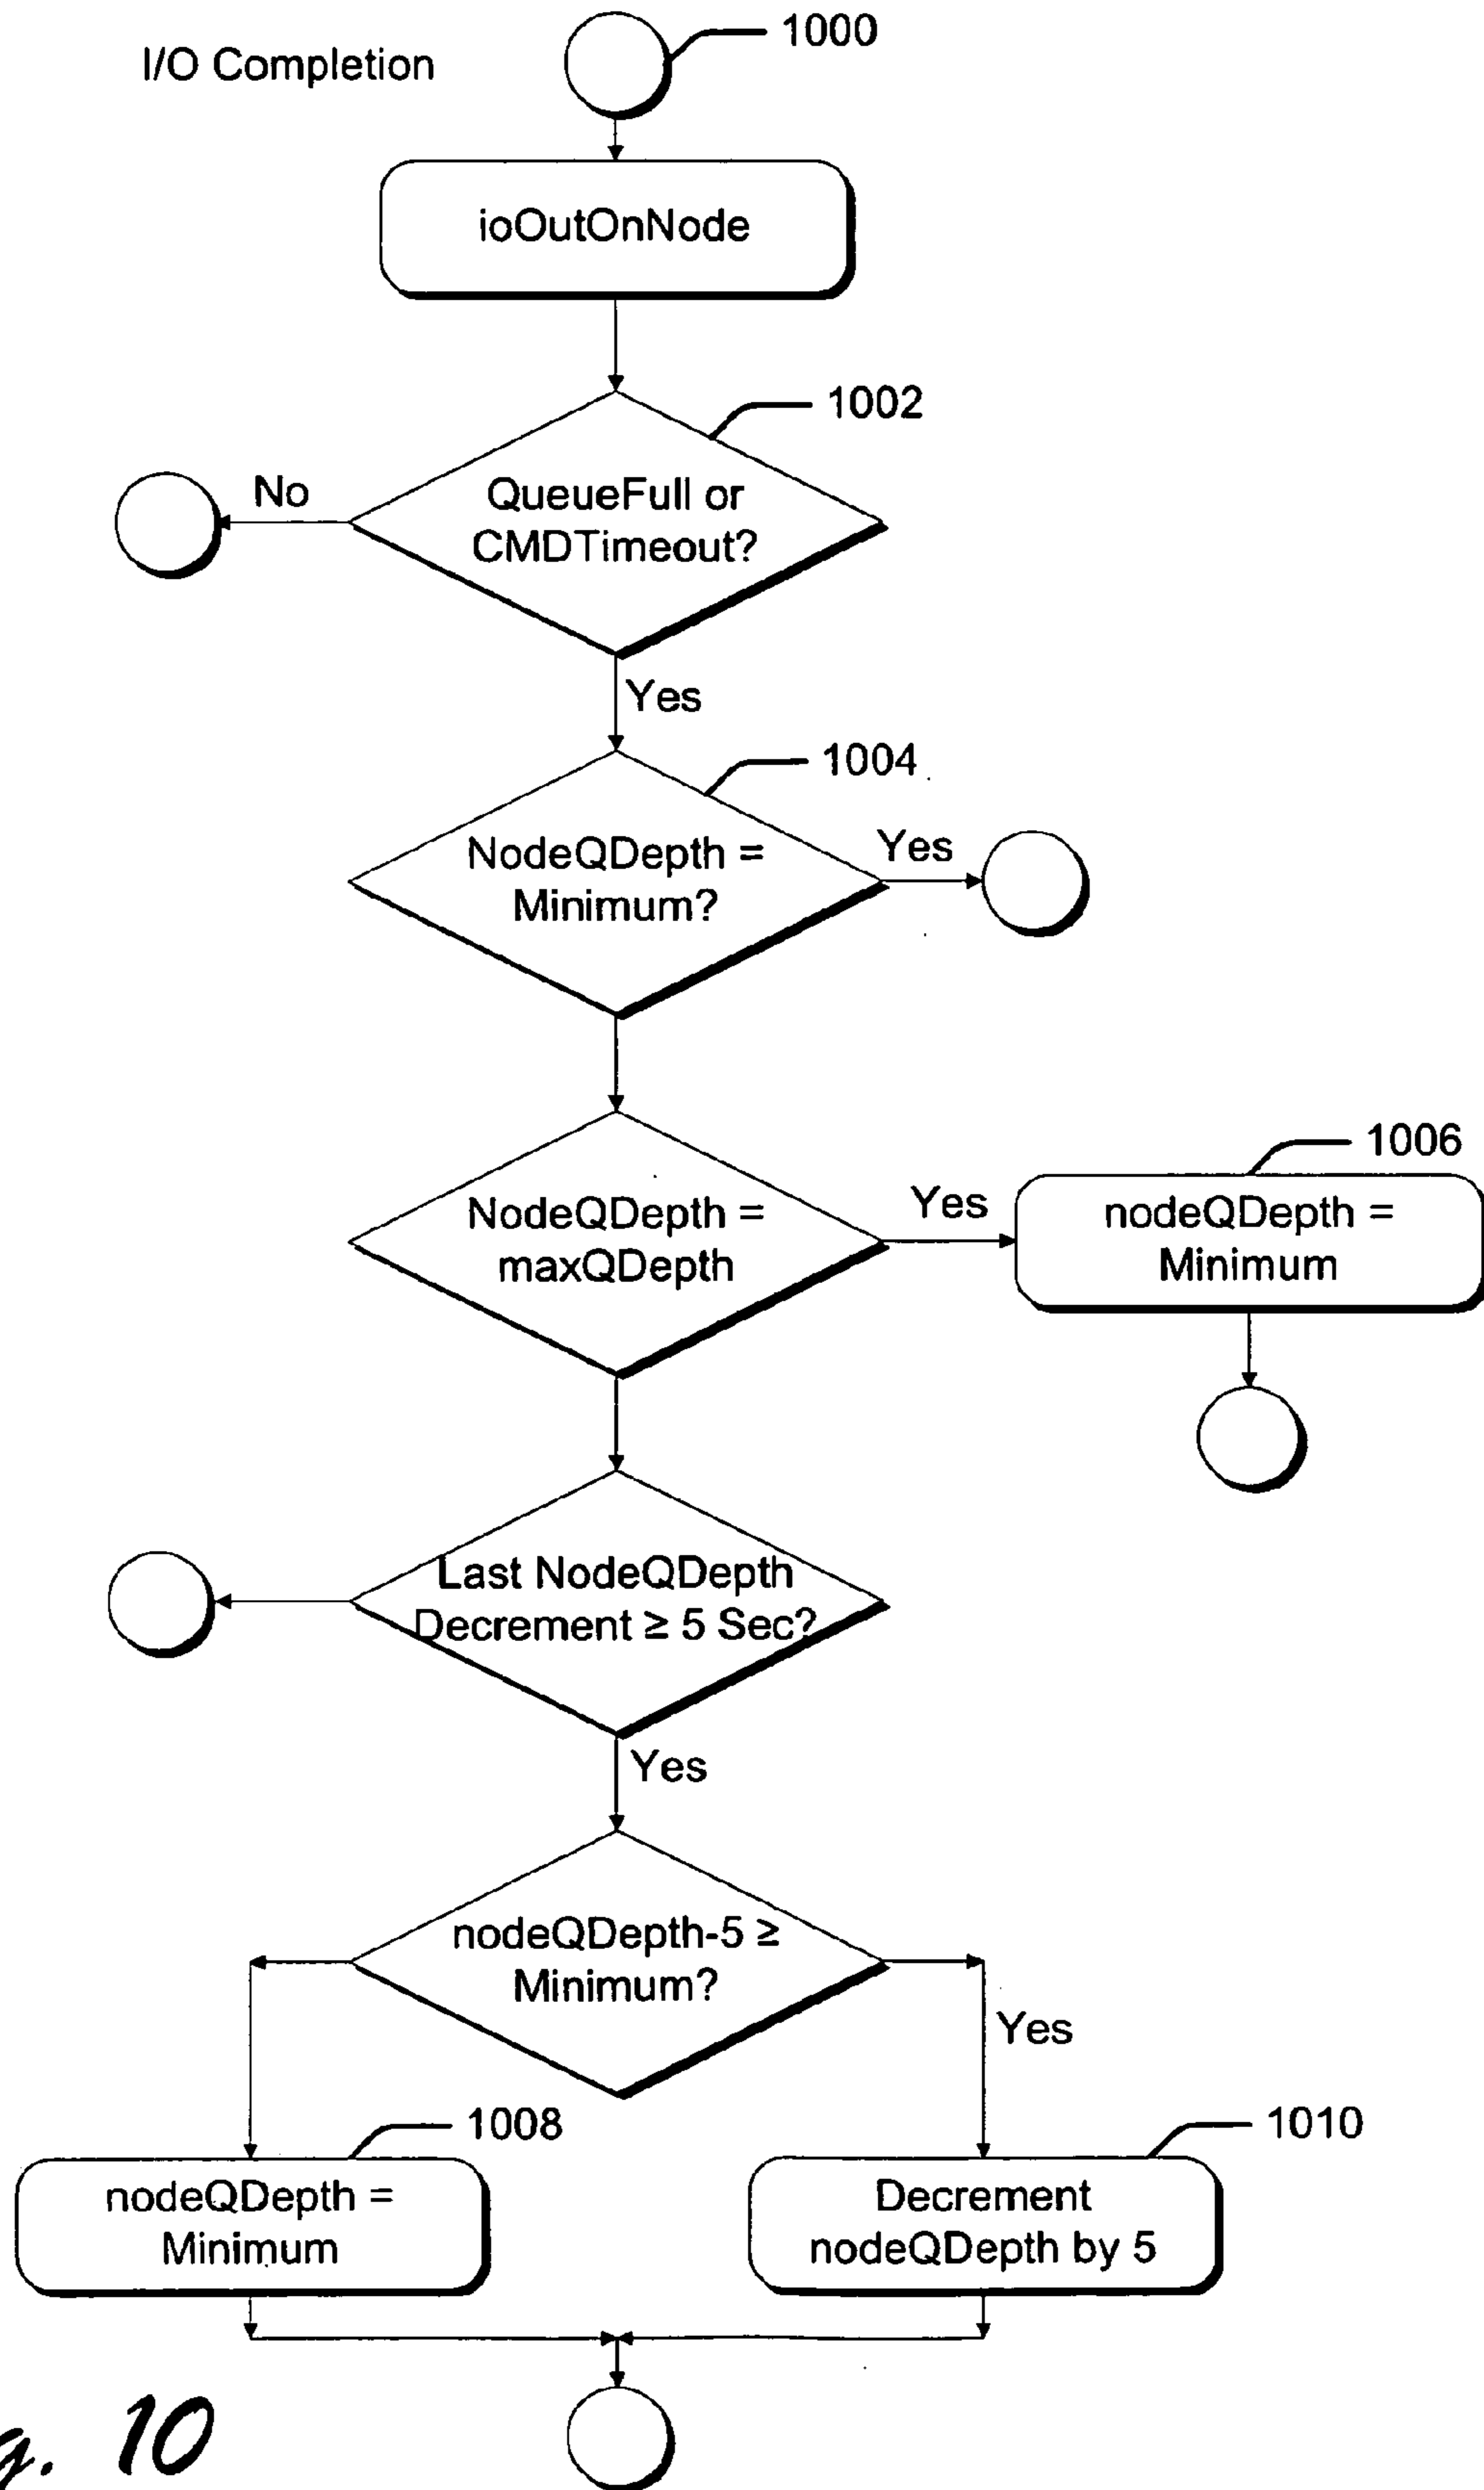 I/O Completion
1000
ioOutOnNode
1002
No
QueueFull or
CMDTimeout?
Yes
1004
NodeQDepth =
Minimum?
Yes
1006
NodeQDepth =
maxQDepth
Yes
nodeQDepth =
Minimum
Last NodeQDepth
Decrement ≥ 5 Sec?
Yes
nodeQDepth-5 ≥
Minimum?
Yes
1008
nodeQDepth =
Minimum
1010
Decrement
nodeQDepth by 5
g. 10